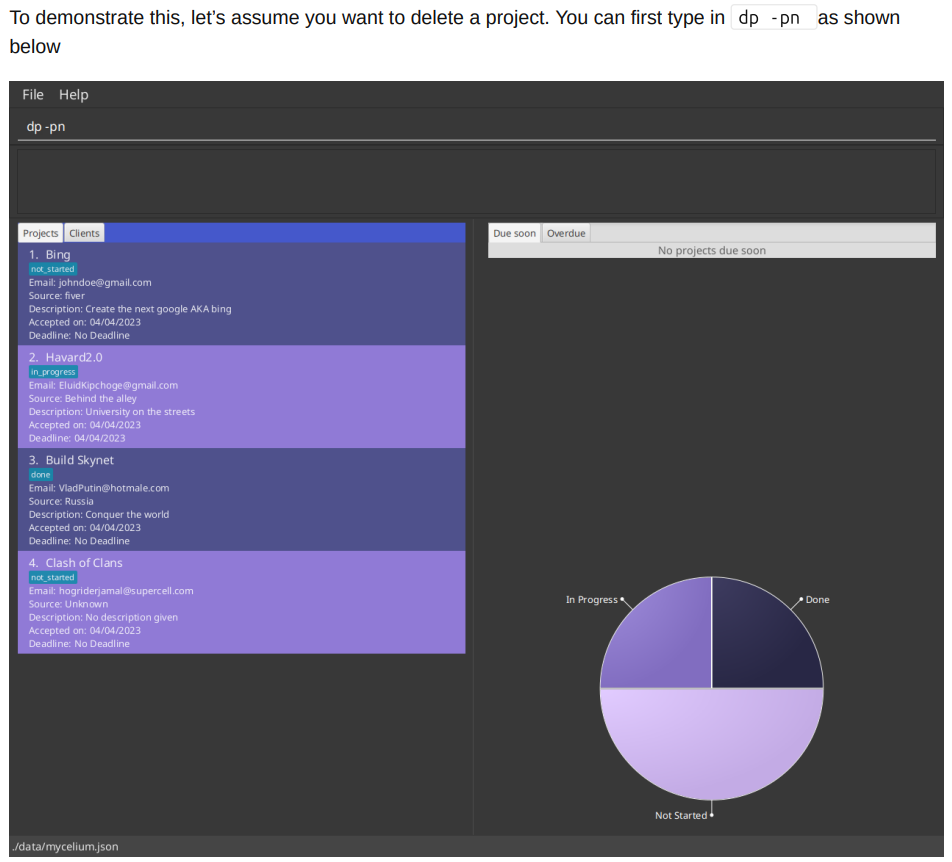 To demonstrate this, let’s assume you want to delete a project. You can first type in dp -pn as shown
below
File Help
dp -pn
Projects Clients
1. Bing
not_started
Email: johndoe@gmail.com
Source: fiver
Description: Create the next google AKA bing
Accepted on: 04/04/2023
Deadline: No Deadline
2. Havard2.0
in_progress
Email: EluidKipchoge@gmail.com
Source: Behind the alley
Description: University on the streets
Accepted on: 04/04/2023
Deadline: 04/04/2023
3. Build Skynet
done
Email: VladPutin@hotmale.com
Source: Russia
Description: Conquer the world
Accepted on: 04/04/2023
Deadline: No Deadline
4. Clash of Clans
not_started
Email: hogriderjamal@supercell.com
Source: Unknown
Description: No description given
Accepted on: 04/04/2023
Deadline: No Deadline
Due soon Overdue
No projects due soon
In Progress
Done
Not Started
./data/mycelium.json